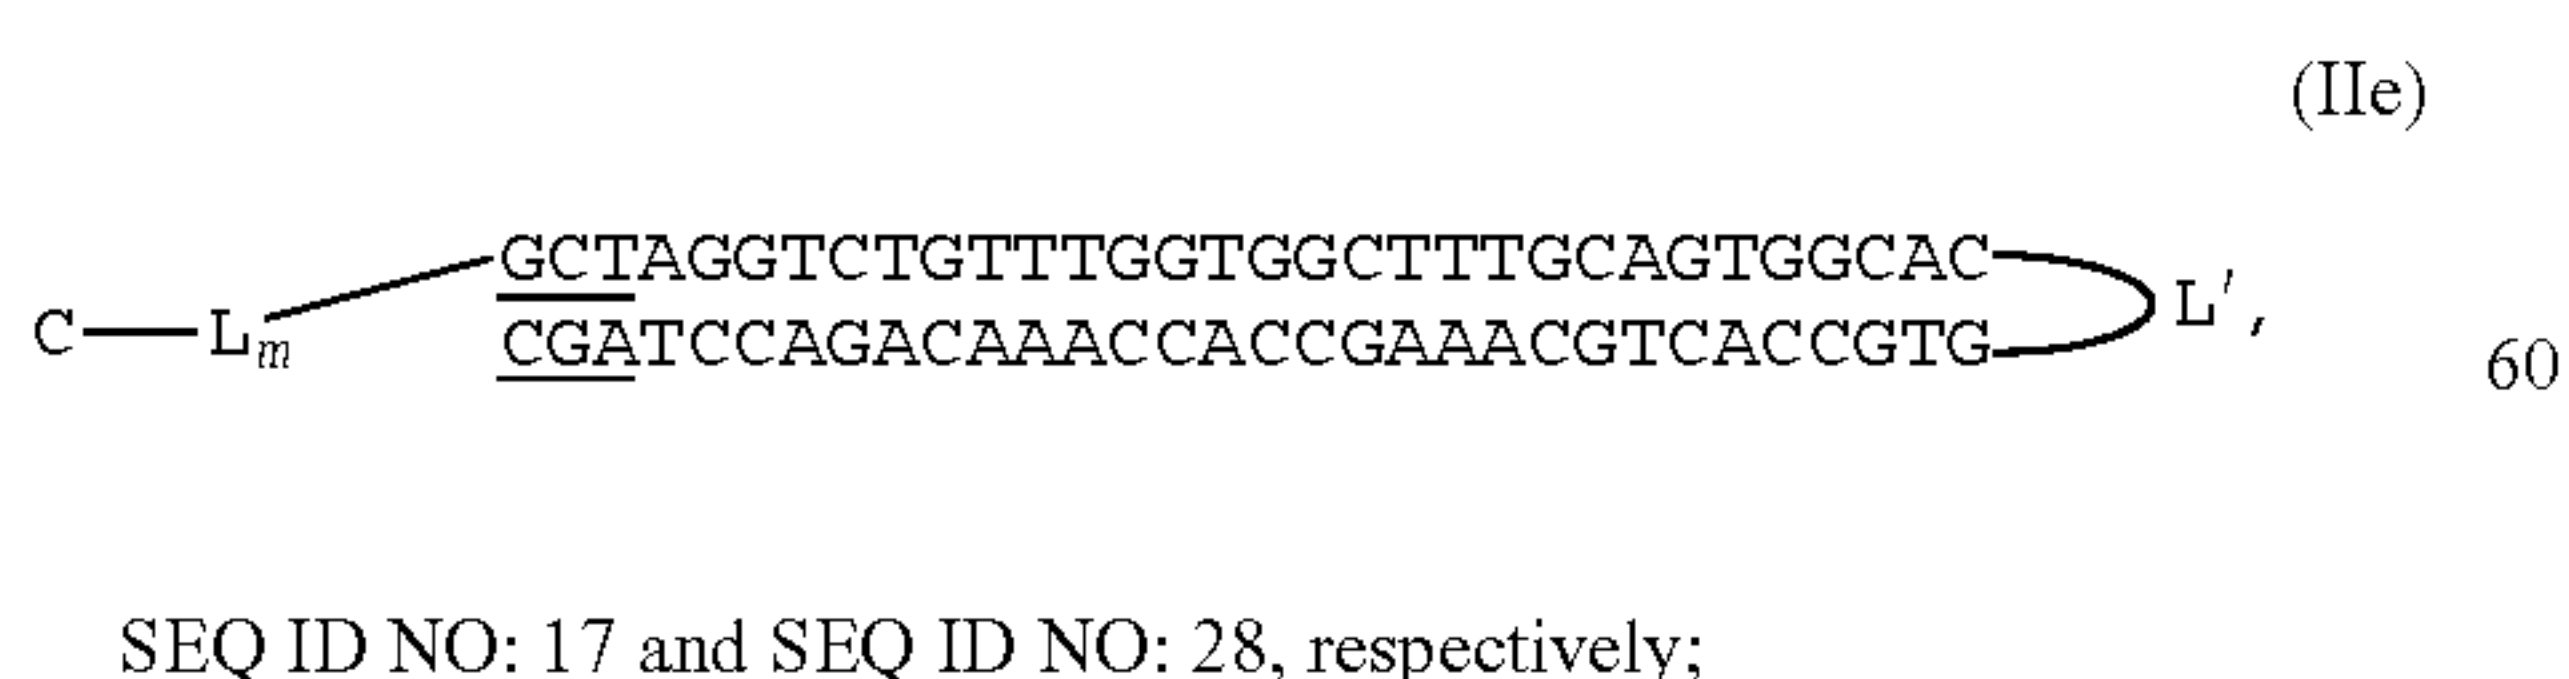 (IIe)
GCTAGGTCTGTTTGGTGGCTTTGCAGTGGCAC
C—Lm L′,
CGATCCAGACAAACCACCGAAACGTCACCGTG
60
SEQ ID NO: 17 and SEQ ID NO: 28, respectively;